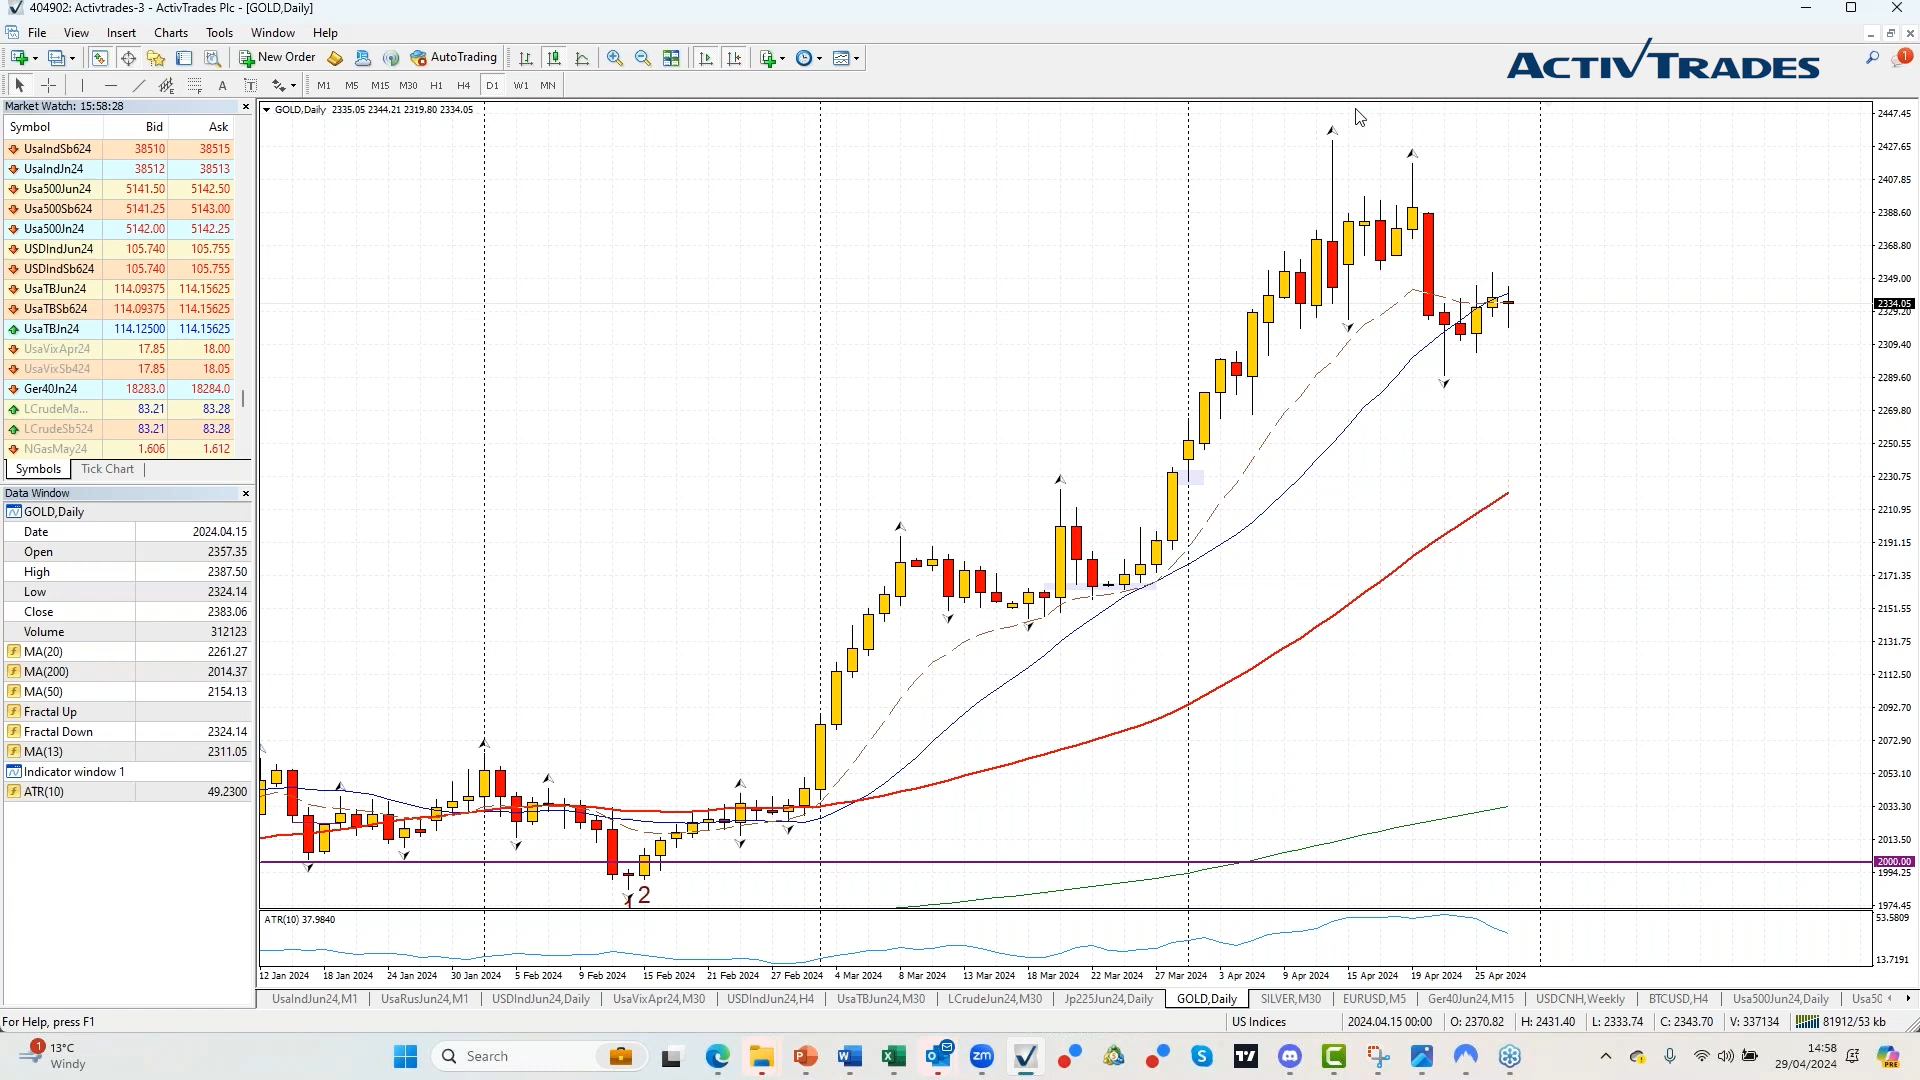 404902: Activtrades-3 - ActivTrades Plc - [GOLD,Daily]
File View Insert Charts Tools Window Help
New Order AutoTrading
ACTIVTRADES
1
A T M1 M5 M15 M30 H1 H4 D1 W1 MN
Market Watch: 15:58:28
Symbol Bid Ask
UsaIndSb624 38510 38515
UsaIndJn24 38512 38513
Usa500Jun24 5141.50 5142.50
Usa500Sb624 5141.25 5143.00
Usa500Jn24 5142.00 5142.25
USDIndJun24 105.740 105.755
USDIndSb624 105.740 105.755
UsaTBJun24 114.09375 114.15625
UsaTBSb624 114.09375 114.15625
UsaTBJn24 114.12500 114.15625
UsaVixApr24 17.85 18.00
UsaVixSb424 17.85 18.05
Ger40Jn24 18283.0 18284.0
LCrudeMa... 83.21 83.28
LCrudeSb524 83.21 83.28
NGasMay24 1.606 1.612
Symbols Tick Chart
Data Window
GOLD,Daily
Date 2024.04.15
Open 2357.35
High 2387.50
Low 2324.14
Close 2383.06
Volume 312123
MA(20) 2261.27
MA(200) 2014.37
MA(50) 2154.13
Fractal Up
Fractal Down 2324.14
MA(13) 2311.05
Indicator window 1
ATR(10) 49.2300
GOLD,Daily 2335.05 2344.21 2319.80 2334.05
2447.45
2427.65
2407.85
2388.60
2368.80
2349.00
2334.05
2329.20
2309.40
2289.60
2269.80
2250.55
2230.75
2210.95
2191.15
2171.35
2151.55
2131.75
2112.50
2092.70
2072.90
2053.10
2033.30
2013.50
2000.00
1994.25
1974.45
2
ATR(10) 37.9840
53.5809
13.7191
12 Jan 2024 18 Jan 2024 24 Jan 2024 30 Jan 2024 5 Feb 2024 9 Feb 2024 15 Feb 2024 21 Feb 2024 27 Feb 2024 4 Mar 2024 8 Mar 2024 13 Mar 2024 18 Mar 2024 22 Mar 2024 27 Mar 2024 3 Apr 2024 9 Apr 2024 15 Apr 2024 19 Apr 2024 25 Apr 2024
UsaIndJun24,M1 UsaRusJun24,M1 USDIndJun24,Daily UsaVixApr24,M30 USDIndJun24,H4 UsaTBJun24,M30 LCrudeJun24,M30 Jp225Jun24,Daily GOLD,Daily SILVER,M30 EURUSD,M5 Ger40Jun24,M15 USDCNH,Weekly BTCUSD,H4 Usa500Jun24,Daily Usa50
For Help, press F1 US Indices 2024.04.15 00:00 O: 2370.82 H: 2431.40 L: 2333.74 C: 2343.70 V: 337134 81912/53 kb
1 13°C
Windy
Search
zm
14:58
29/04/2024
PRE